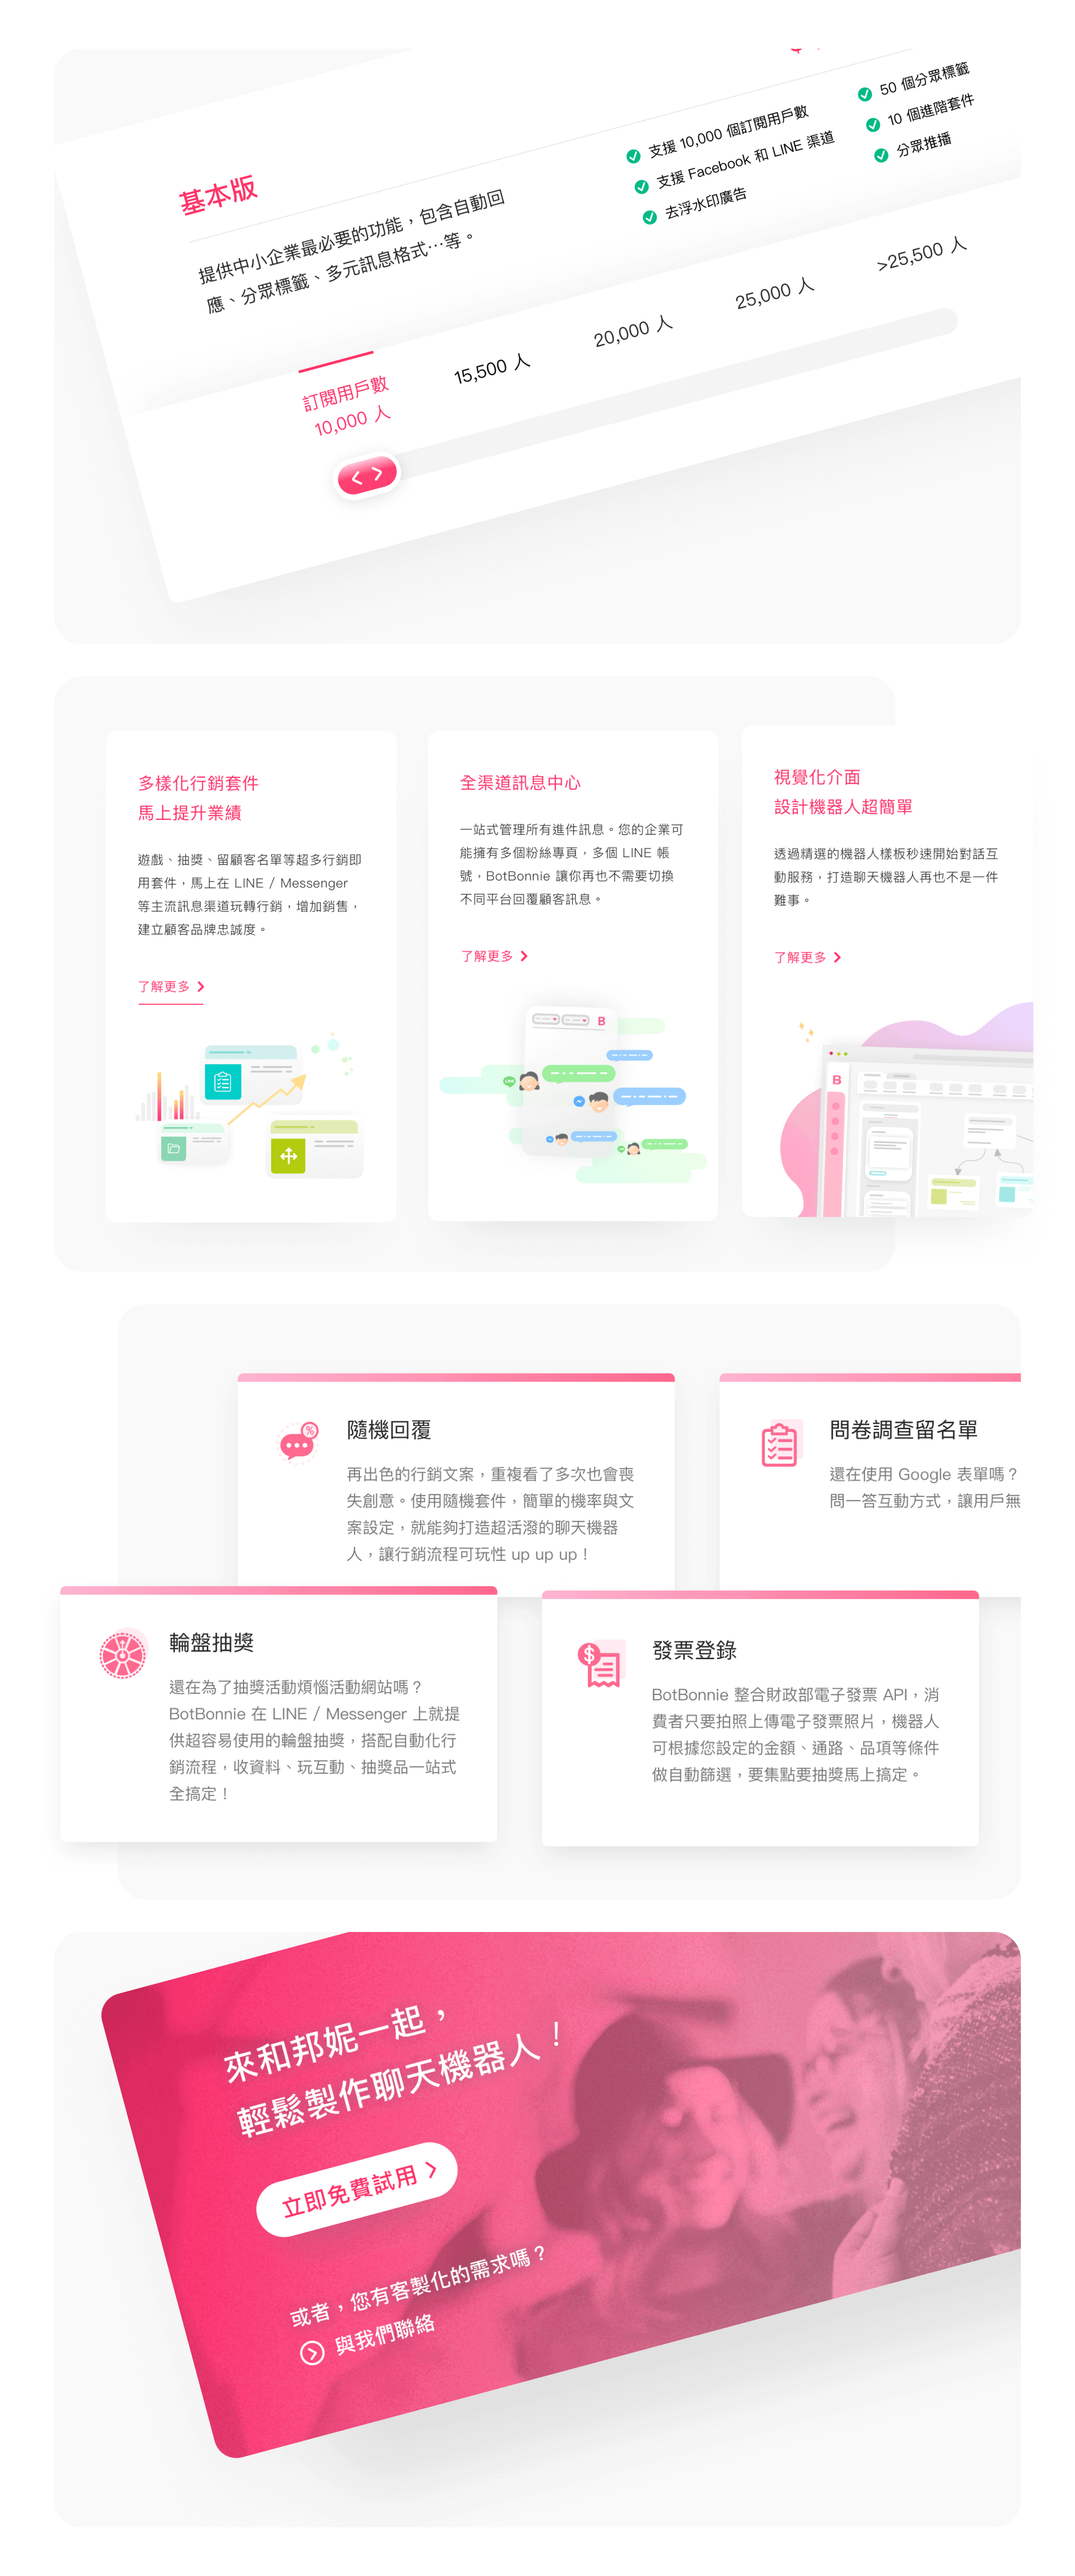 基本版
提供中小企業最必要的功能，包含自動回
應、分眾標籤、多元訊息格式…等。
支援 10,000 個訂閱用戶數
支援 Facebook 和 LINE 渠道
去浮水印廣告
50 個分眾標籤
10 個進階套件
分眾推播
訂閱用戶數
10,000 人
15,500 人
20,000 人
25,000 人
>25,500 人
多樣化行銷套件
馬上提升業績
遊戲、抽獎、留顧客名單等超多行銷即
用套件，馬上在 LINE / Messenger
等主流訊息渠道玩轉行銷，增加銷售，
建立顧客品牌忠誠度。
了解更多
全渠道訊息中心
一站式管理所有進件訊息。您的企業可
能擁有多個粉絲專頁，多個 LINE 帳
號，BotBonnie 讓你再也不需要切換
不同平台回覆顧客訊息。
了解更多
B
視覺化介面
設計機器人超簡單
透過精選的機器人樣板秒速開始對話互
動服務，打造聊天機器人再也不是一件
難事。
了解更多
B
隨機回覆
再出色的行銷文案，重複看了多次也會喪
失創意。使用隨機套件，簡單的機率與文
案設定，就能夠打造超活潑的聊天機器
人，讓行銷流程可玩性 up up up！
問卷調查留名單
還在使用 Google 表單嗎？
問一答互動方式，讓用戶無
輪盤抽獎
還在為了抽獎活動煩惱活動網站嗎？
BotBonnie 在 LINE / Messenger 上就提
供超容易使用的輪盤抽獎，搭配自動化行
銷流程，收資料、玩互動、抽獎品一站式
全搞定！
發票登錄
BotBonnie 整合財政部電子發票 API，消
費者只要拍照上傳電子發票照片，機器人
可根據您設定的金額、通路、品項等條件
做自動篩選，要集點要抽獎馬上搞定。
來和邦妮一起，
輕鬆製作聊天機器人！
立即免費試用
或者，您有客製化的需求嗎？
與我們聯絡